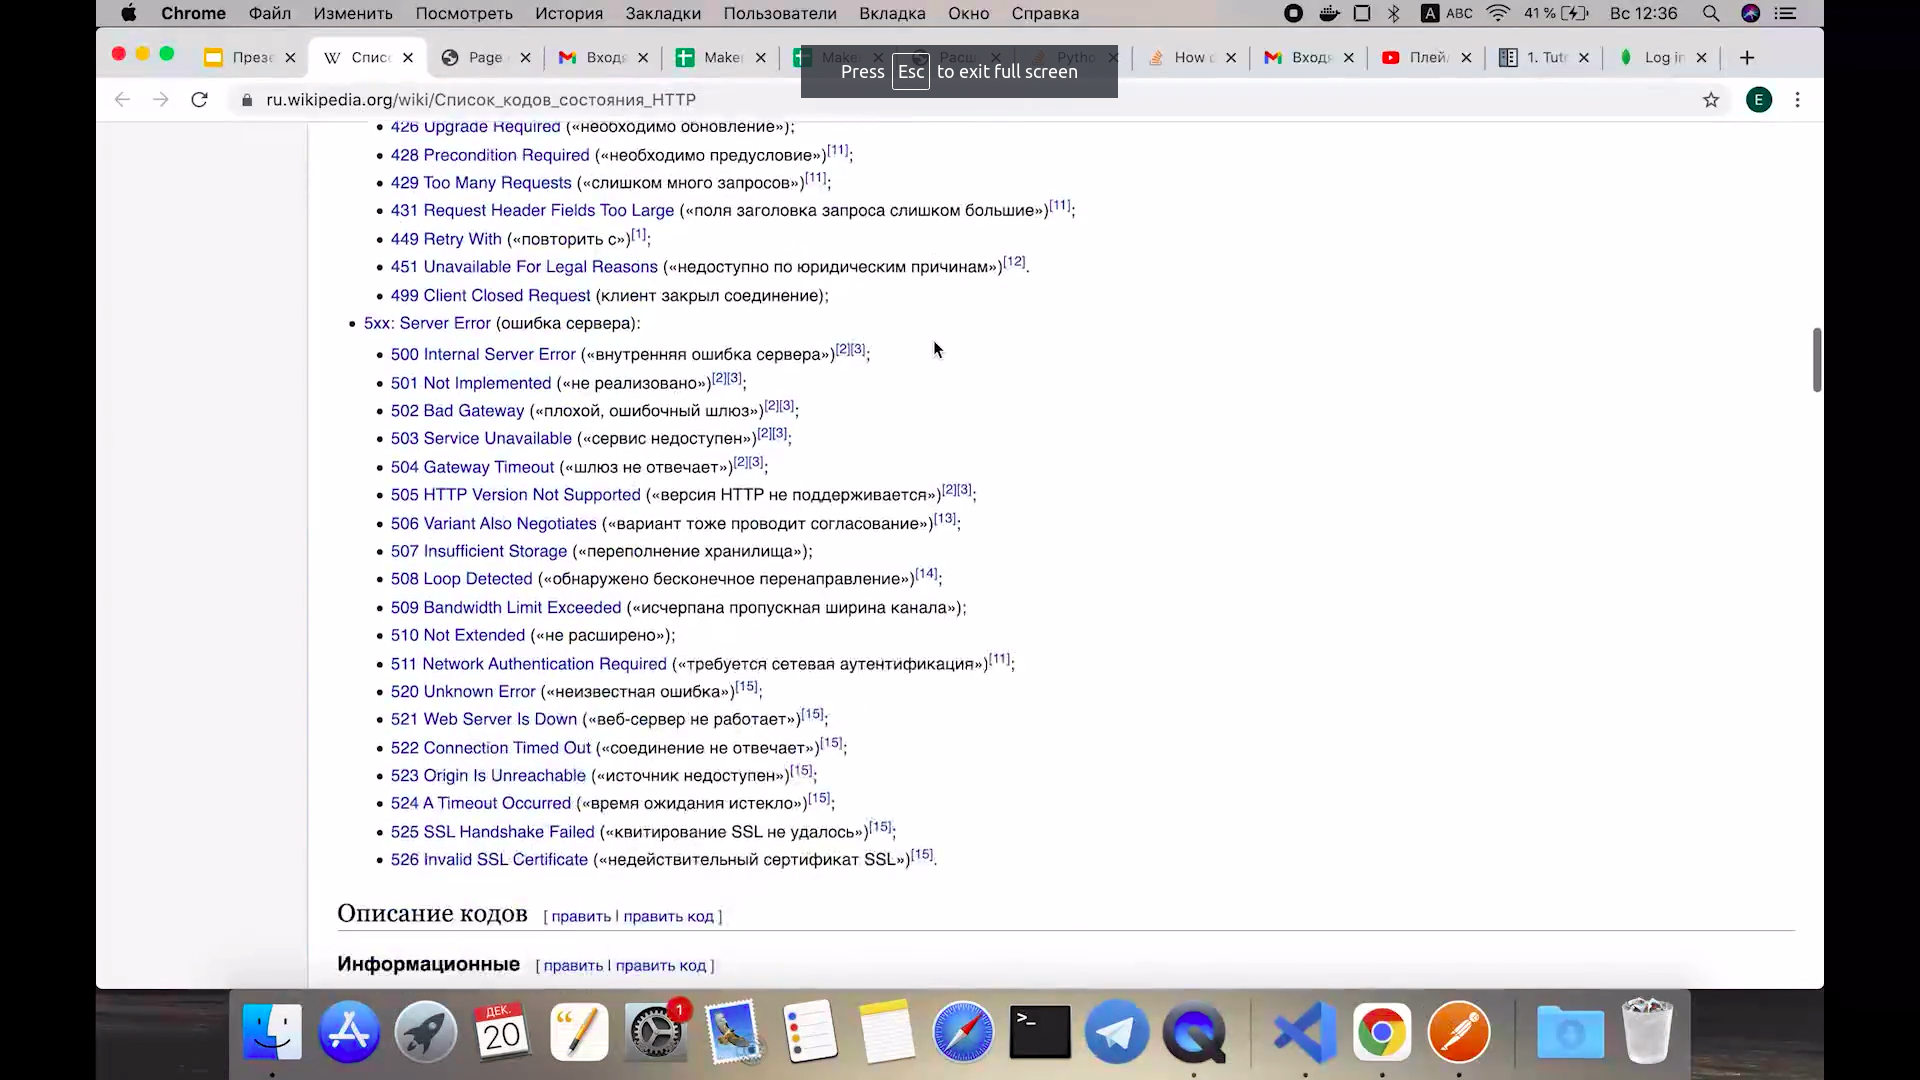 Chrome Файл Изменить Посмотреть История Закладки Пользователи Вкладка Окно Справка A ABC 41 % Вс 12:36
Презе Списо Page Входя Maker How d Входя Плейл 1. Tuto Log in
Press Esc to exit full screen
ru.wikipedia.org/wiki/Список_кодов_состояния_HTTP E
426 Upgrade Required («необходимо обновление»);
428 Precondition Required («необходимо предусловие»)[11];
429 Too Many Requests («слишком много запросов»)[11];
431 Request Header Fields Too Large («поля заголовка запроса слишком большие»)[11];
449 Retry With («повторить с»)[1];
451 Unavailable For Legal Reasons («недоступно по юридическим причинам»)[12].
499 Client Closed Request (клиент закрыл соединение);
5xx: Server Error (ошибка сервера):
500 Internal Server Error («внутренняя ошибка сервера»)[2][3];
501 Not Implemented («не реализовано»)[2][3];
502 Bad Gateway («плохой, ошибочный шлюз»)[2][3];
503 Service Unavailable («сервис недоступен»)[2][3];
504 Gateway Timeout («шлюз не отвечает»)[2][3];
505 HTTP Version Not Supported («версия HTTP не поддерживается»)[2][3];
506 Variant Also Negotiates («вариант тоже проводит согласование»)[13];
507 Insufficient Storage («переполнение хранилища»);
508 Loop Detected («обнаружено бесконечное перенаправление»)[14];
509 Bandwidth Limit Exceeded («исчерпана пропускная ширина канала»);
510 Not Extended («не расширено»);
511 Network Authentication Required («требуется сетевая аутентификация»)[11];
520 Unknown Error («неизвестная ошибка»)[15];
521 Web Server Is Down («веб-сервер не работает»)[15];
522 Connection Timed Out («соединение не отвечает»)[15];
523 Origin Is Unreachable («источник недоступен»)[15];
524 A Timeout Occurred («время ожидания истекло»)[15];
525 SSL Handshake Failed («квитирование SSL не удалось»)[15];
526 Invalid SSL Certificate («недействительный сертификат SSL»)[15].
Описание кодов [ править | править код ]
Информационные [ править | править код ]
ДЕК.
20
1